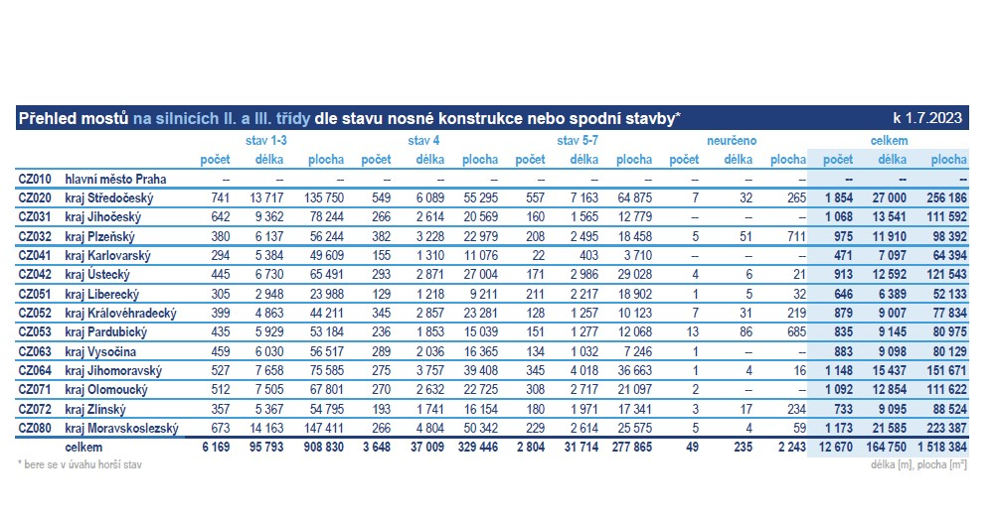 Přehled mostů na silnicích II. a III. třídy dle stavu nosné konstrukce nebo spodní stavby* k 1.7.2023
stav 1-3 stav 4 stav 5-7 neurčeno celkem
počet délka plocha počet délka plocha počet délka plocha počet délka plocha počet délka plocha
CZ010 hlavní město Praha -- -- -- -- -- -- -- -- -- -- -- -- -- -- --
CZ020 kraj Středočeský 741 13 717 135 750 549 6 089 55 295 557 7 163 64 875 7 32 265 1 854 27 000 256 186
CZ031 kraj Jihočeský 642 9 362 78 244 266 2 614 20 569 160 1 565 12 779 -- -- -- 1 068 13 541 111 592
CZ032 kraj Plzeňský 380 6 137 56 244 382 3 228 22 979 208 2 495 18 458 5 51 711 975 11 910 98 392
CZ041 kraj Karlovarský 294 5 384 49 609 155 1 310 11 076 22 403 3 710 -- -- -- 471 7 097 64 394
CZ042 kraj Ústecký 445 6 730 65 491 293 2 871 27 004 171 2 986 29 028 4 6 21 913 12 592 121 543
CZ051 kraj Liberecký 305 2 948 23 988 129 1 218 9 211 211 2 217 18 902 1 5 32 646 6 389 52 133
CZ052 kraj Královéhradecký 399 4 863 44 211 345 2 857 23 281 128 1 257 10 123 7 31 219 879 9 007 77 834
CZ053 kraj Pardubický 435 5 929 53 184 236 1 853 15 039 151 1 277 12 068 13 86 685 835 9 145 80 975
CZ063 kraj Vysočina 459 6 030 56 517 289 2 036 16 365 134 1 032 7 246 1 -- -- 883 9 098 80 129
CZ064 kraj Jihomoravský 527 7 658 75 585 275 3 757 39 408 345 4 018 36 663 1 4 16 1 148 15 437 151 671
CZ071 kraj Olomoucký 512 7 505 67 801 270 2 632 22 725 308 2 717 21 097 2 -- -- 1 092 12 854 111 622
CZ072 kraj Zlínský 357 5 367 54 795 193 1 741 16 154 180 1 971 17 341 3 17 234 733 9 095 88 524
CZ080 kraj Moravskoslezský 673 14 163 147 411 266 4 804 50 342 229 2 614 25 575 5 4 59 1 173 21 585 223 387
celkem 6 169 95 793 908 830 3 648 37 009 329 446 2 804 31 714 277 865 49 235 2 243 12 670 164 750 1 518 384
* bere se v úvahu horší stav délka [m], plocha [m²]